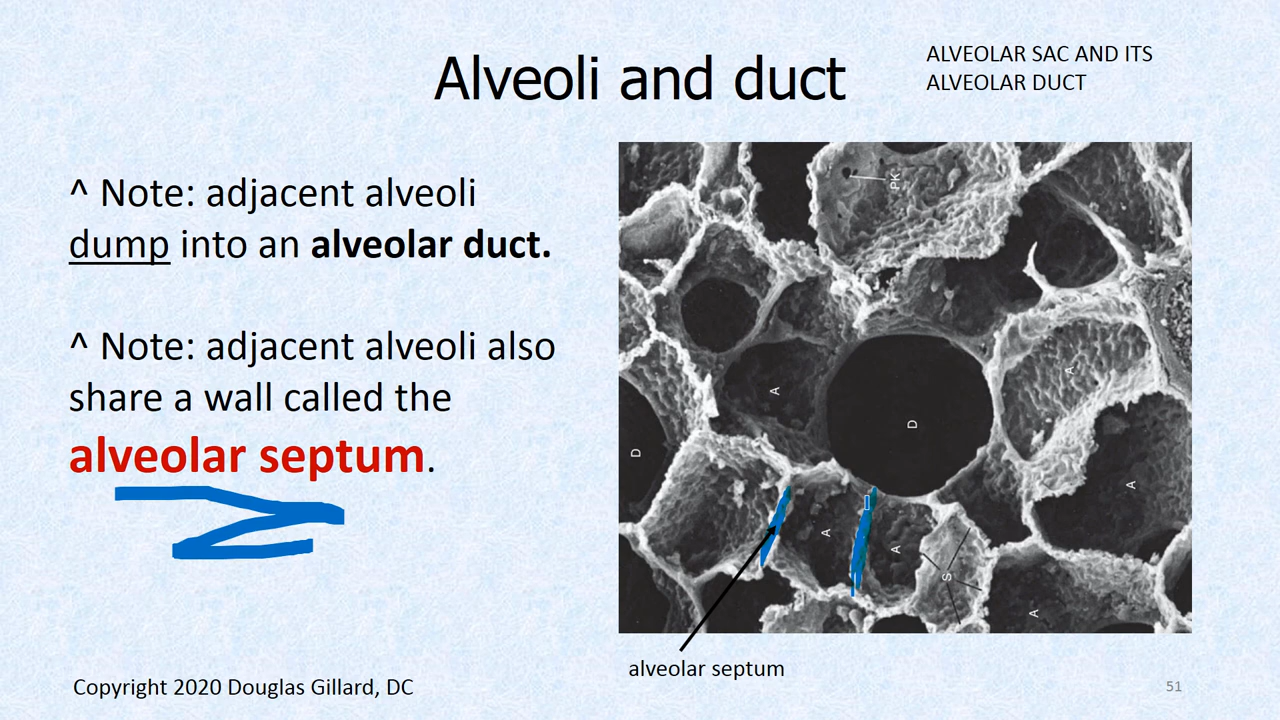 Alveoli and duct
ALVEOLAR SAC AND ITS
ALVEOLAR DUCT
^ Note: adjacent alveoli
dump into an alveolar duct.
^ Note: adjacent alveoli also
share a wall called the
alveolar septum.
PK
A
A
D
D
A
A
A
S
A
alveolar septum
Copyright 2020 Douglas Gillard, DC
51